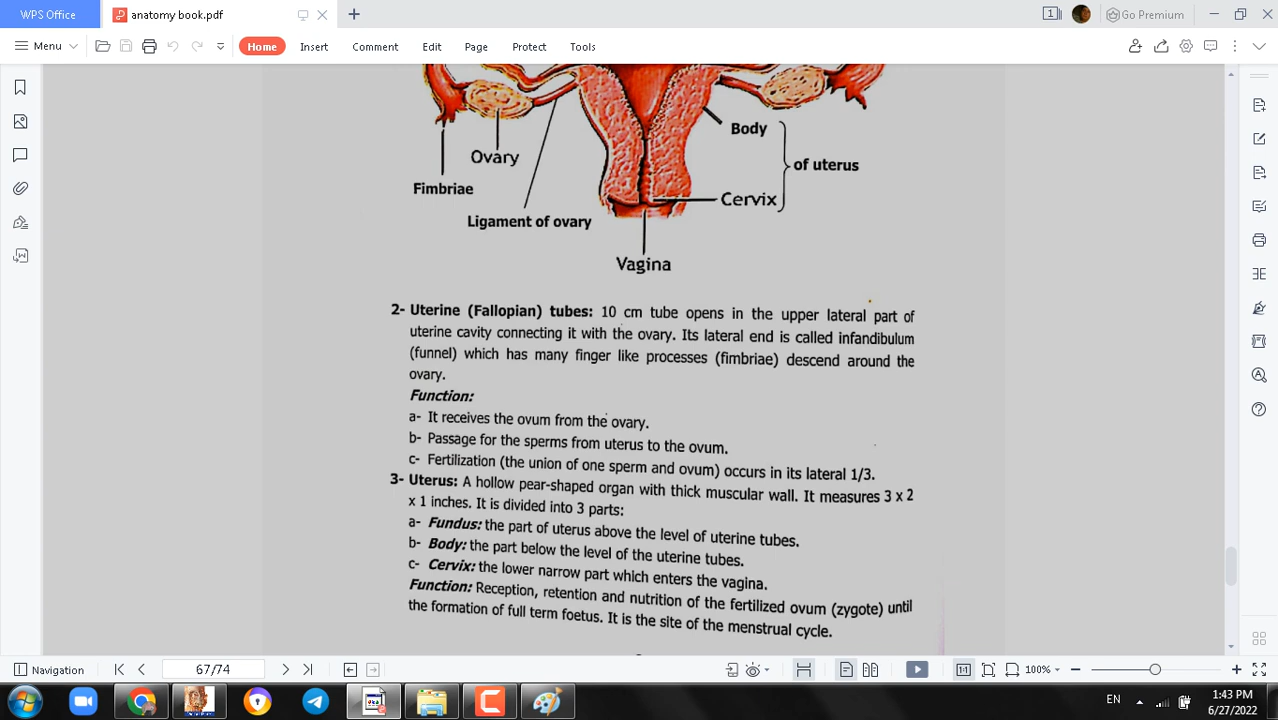 WPS Office
anatomy book.pdf
Go Premium
Menu
Home
Insert
Comment
Edit
Page
Protect
Tools
Body
Ovary
of uterus
Fimbriae
Cervix
Ligament of ovary
Vagina
2- Uterine (Fallopian) tubes: 10 cm tube opens in the upper lateral part of
uterine cavity connecting it with the ovary. Its lateral end is called infandibulum
(funnel) which has many finger like processes (fimbriae) descend around the
ovary.
Function:
a- It receives the ovum from the ovary.
b- Passage for the sperms from uterus to the ovum.
c- Fertilization (the union of one sperm and ovum) occurs in its lateral 1/3.
3- Uterus: A hollow pear-shaped organ with thick muscular wall. It measures 3 x 2
x 1 inches. It is divided into 3 parts:
a- Fundus: the part of uterus above the level of uterine tubes.
b- Body: the part below the level of the uterine tubes.
c- Cervix: the lower narrow part which enters the vagina.
Function: Reception, retention and nutrition of the fertilized ovum (zygote) until
the formation of full term foetus. It is the site of the menstrual cycle.
Navigation
67/74
100%
EN
1:43 PM
6/27/2022